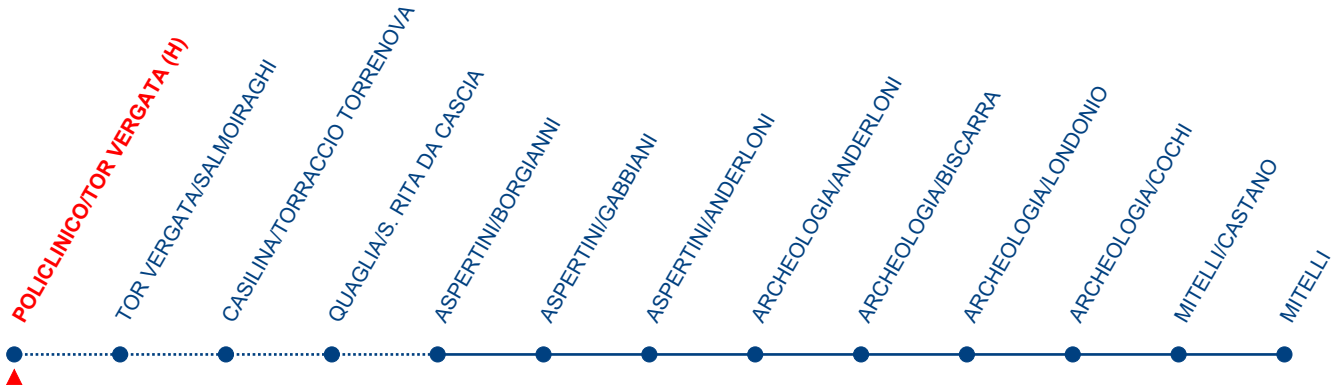 POLICLINICO/TOR VERGATA (H)
TOR VERGATA/SALMOIRAGHI
CASILINA/TORRACCIO TORRENOVA
QUAGLIA/S. RITA DA CASCIA
ASPERTINI/BORGIANNI
ASPERTINI/GABBIANI
ASPERTINI/ANDERLONI
ARCHEOLOGIA/ANDERLONI
ARCHEOLOGIA/BISCARRA
ARCHEOLOGIA/LONDONIO
ARCHEOLOGIA/COCHI
MITELLI/CASTANO
MITELLI